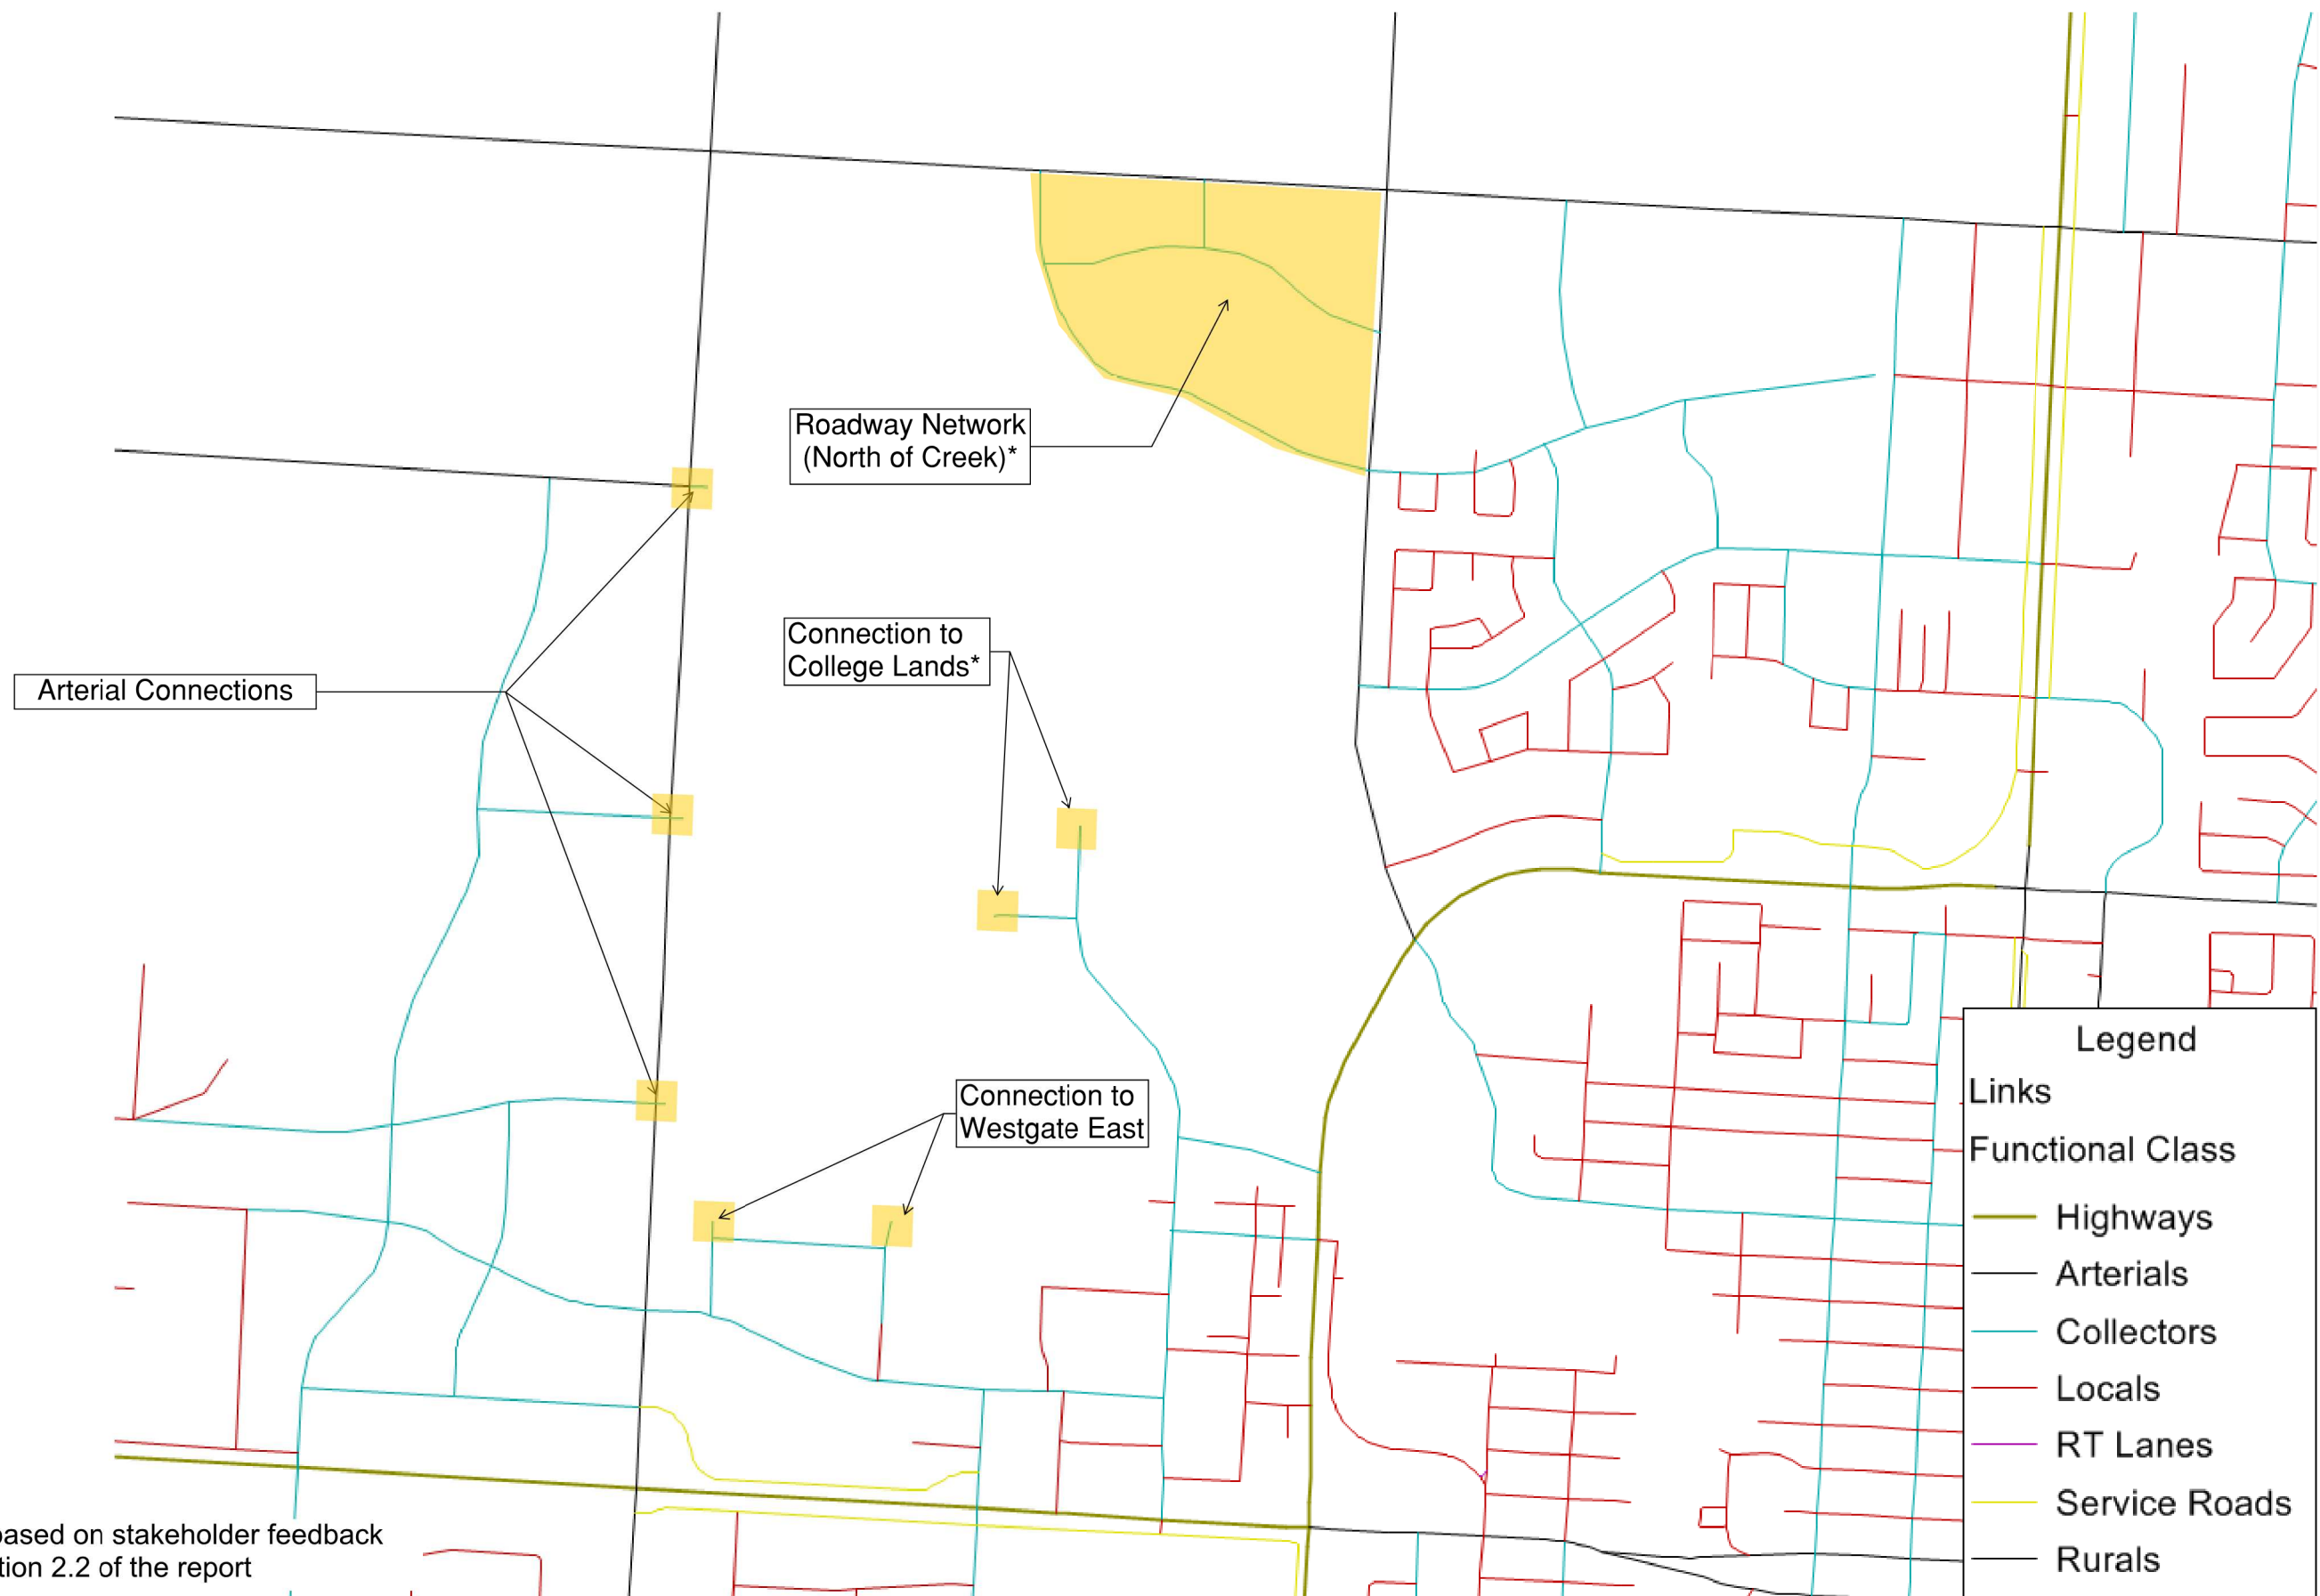 Roadway Network
(North of Creek)*
Connection to
College Lands*
Arterial Connections
Connection to
Westgate East
Legend
Links
Functional Class
Highways
Arterials
Collectors
Locals
RT Lanes
Service Roads
Rurals
based on stakeholder feedback
tion 2.2 of the report